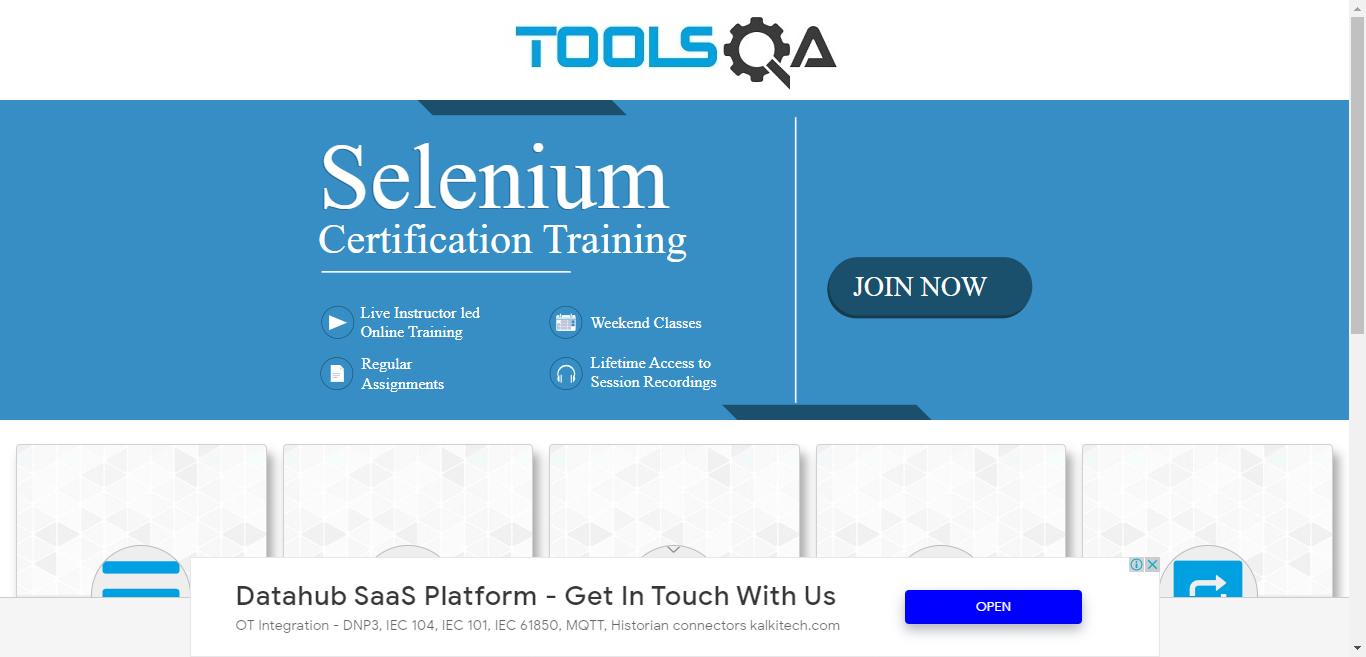 TOOLSQA
Selenium
Certification Training
Live Instructor led
Online Training
Weekend Classes
Regular
Assignments
Lifetime Access to
Session Recordings
JOIN NOW
Datahub SaaS Platform - Get In Touch With Us
OT Integration - DNP3, IEC 104, IEC 101, IEC 61850, MQTT, Historian connectors kalkitech.com
OPEN